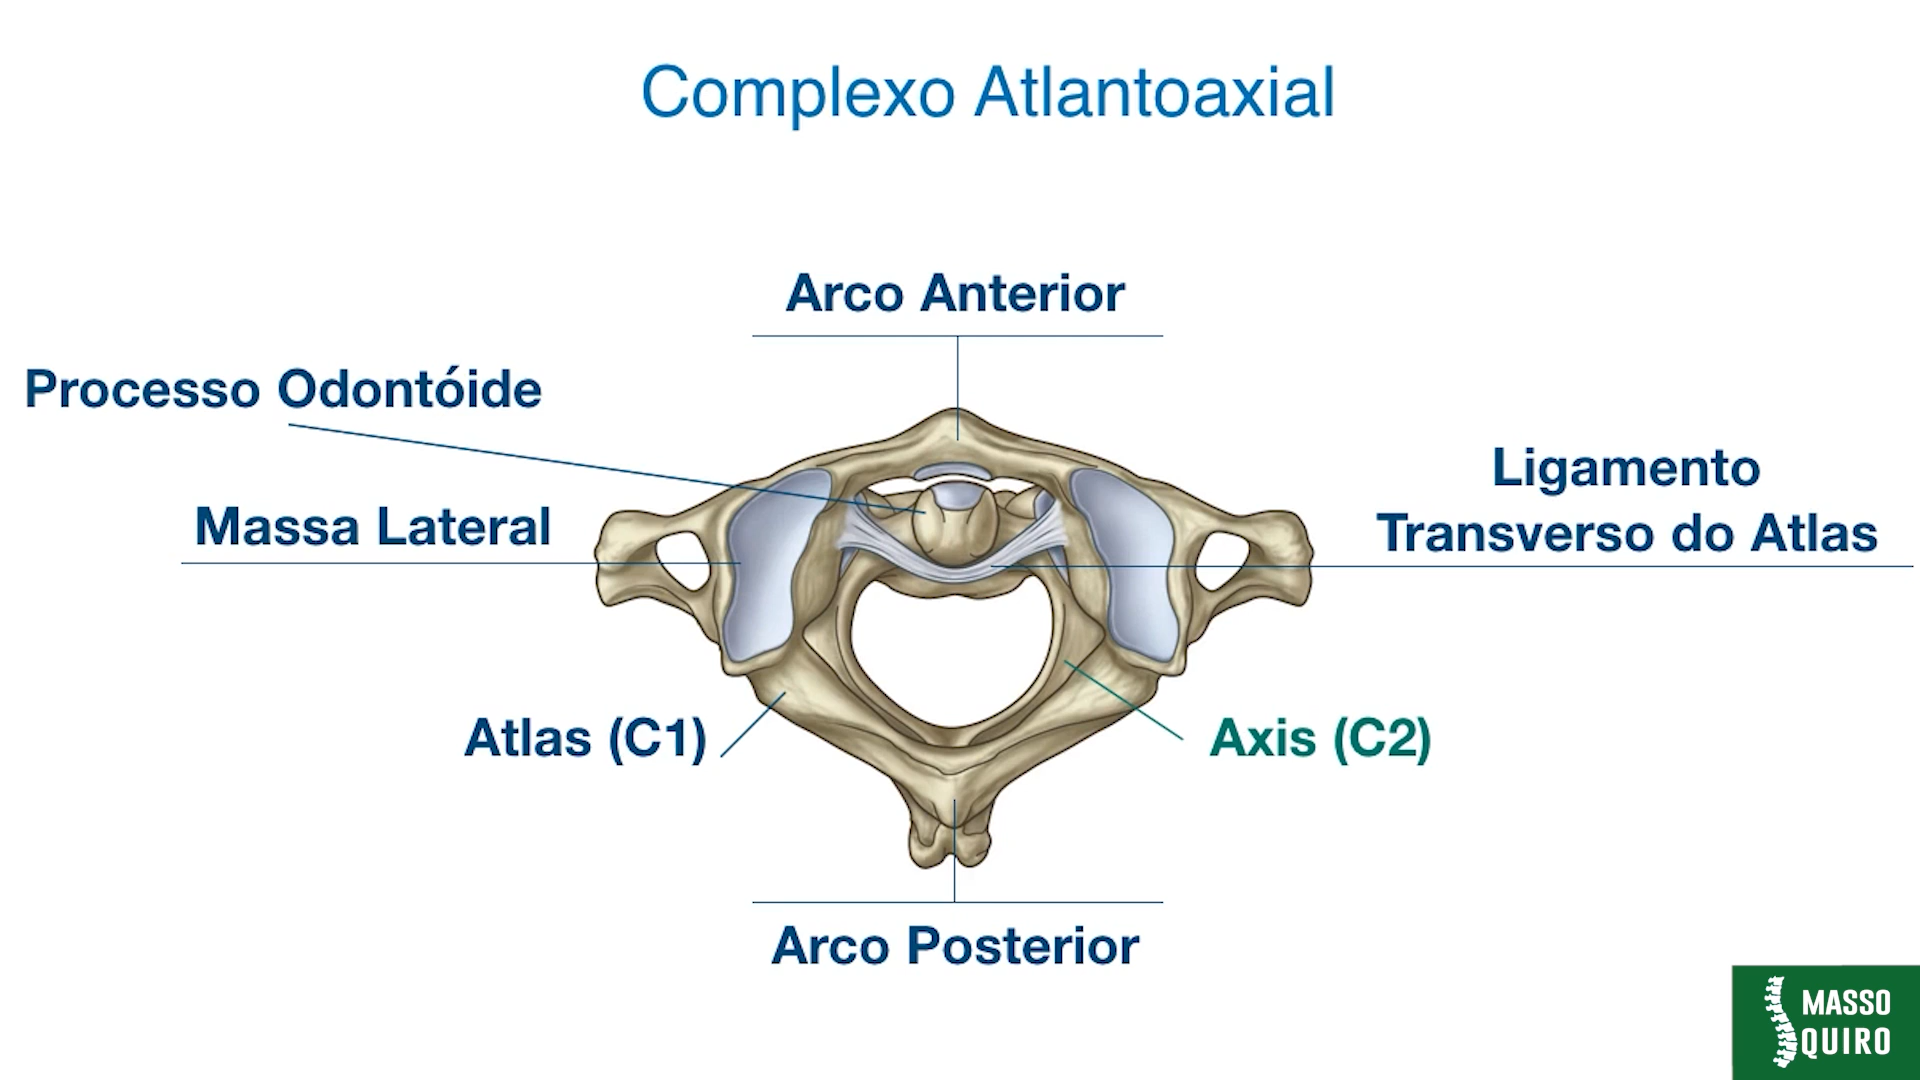 Complexo Atlantoaxial
Arco Anterior
Processo Odontóide
Ligamento
Transverso do Atlas
Massa Lateral
Atlas (C1)
Axis (C2)
Arco Posterior
MASSO
QUIRO